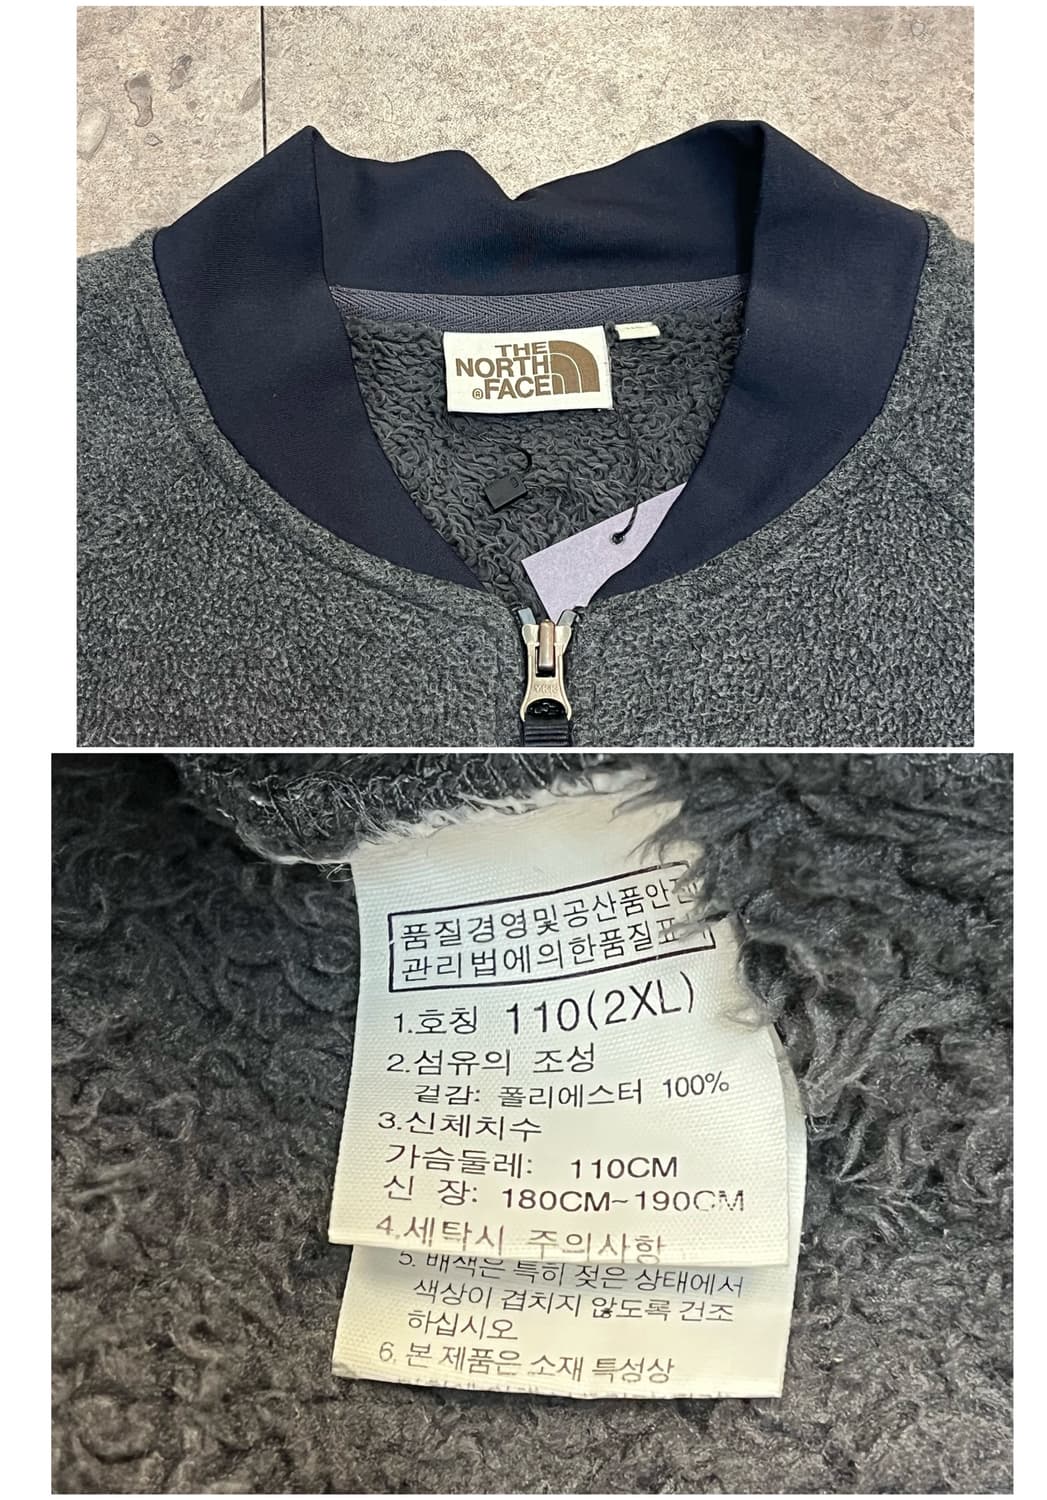 THE
NORTH
® FACE
YKK
품질경영및공산품안전
관리법에의한품질표시
1.호칭 110(2XL)
2.섬유의 조성
겉감: 폴리에스터 100%
3.신체치수
가슴둘레: 110CM
신 장: 180CM~190CM
4.세탁시 주의사항
5. 배색은 특히 젖은 상태에서
색상이 겹치지 않도록 건조
하십시오
6. 본 제품은 소재 특성상